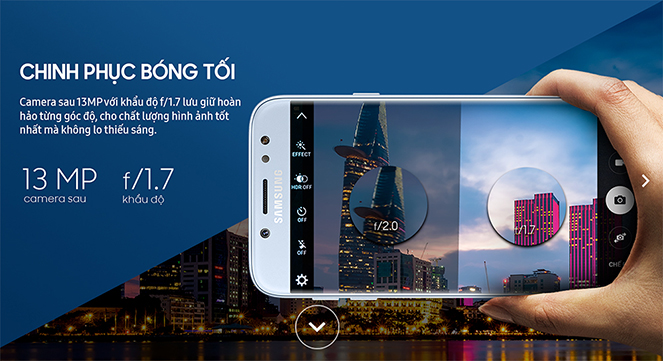 CHINH PHỤC BÓNG TỐI
Camera sau 13MP với khẩu độ f/1.7 lưu giữ hoàn
hảo từng góc độ, cho chất lượng hình ảnh tốt
nhất mà không lo thiếu sáng.
13 MP
camera sau
f/1.7
khẩu độ
SAMSUNG
EFFECT
HDR OFF
OFF
OFF
f/2.0
f/1.7